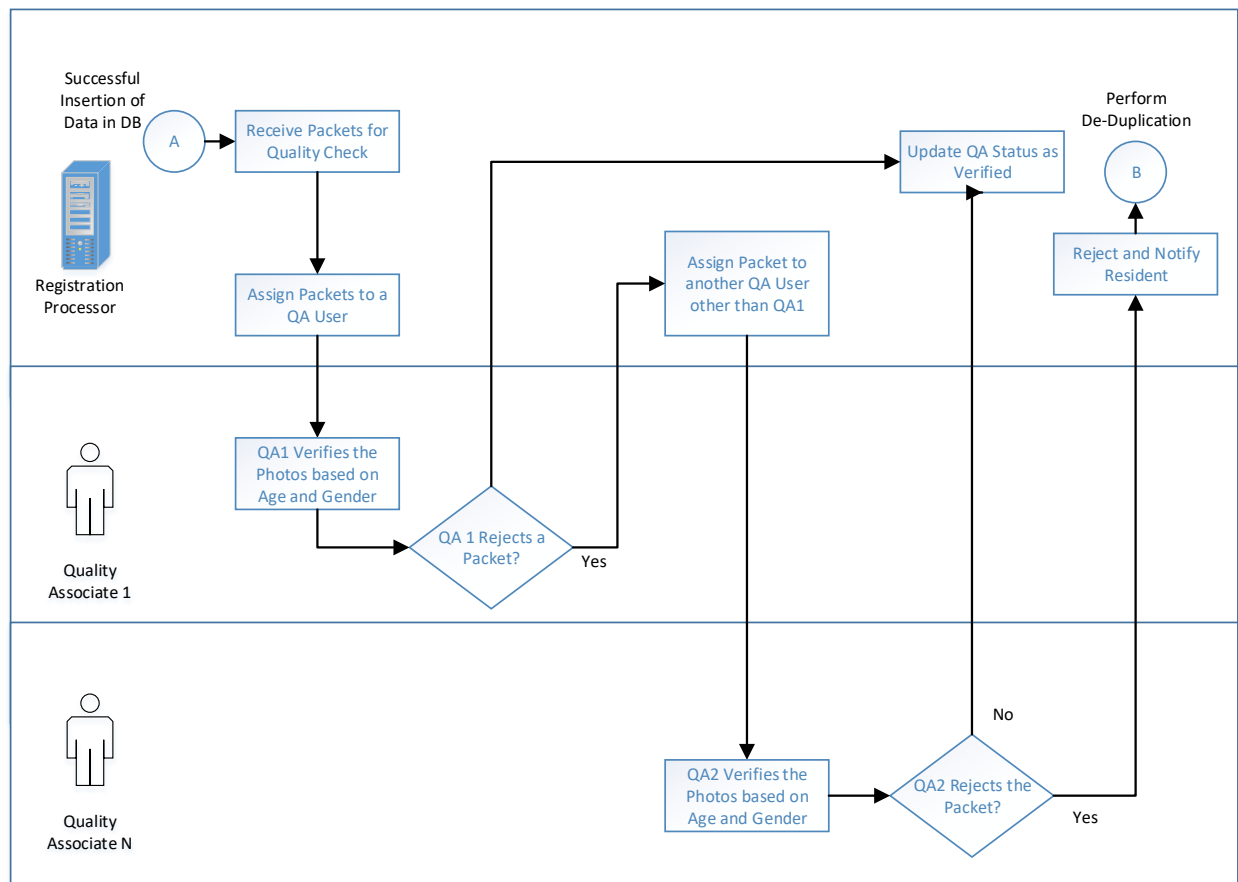 Successful
Insertion of
Data in DB
A
Receive Packets for
Quality Check
Update QA Status as
Verified
Perform
De-Duplication
B
Registration
Processor
Assign Packets to a
QA User
Assign Packet to
another QA User
other than QA1
Reject and Notify
Resident
Quality
Associate 1
QA1 Verifies the
Photos based on
Age and Gender
QA 1 Rejects a
Packet?
Yes
Quality
Associate N
QA2 Verifies the
Photos based on
Age and Gender
QA2 Rejects the
Packet?
No
Yes